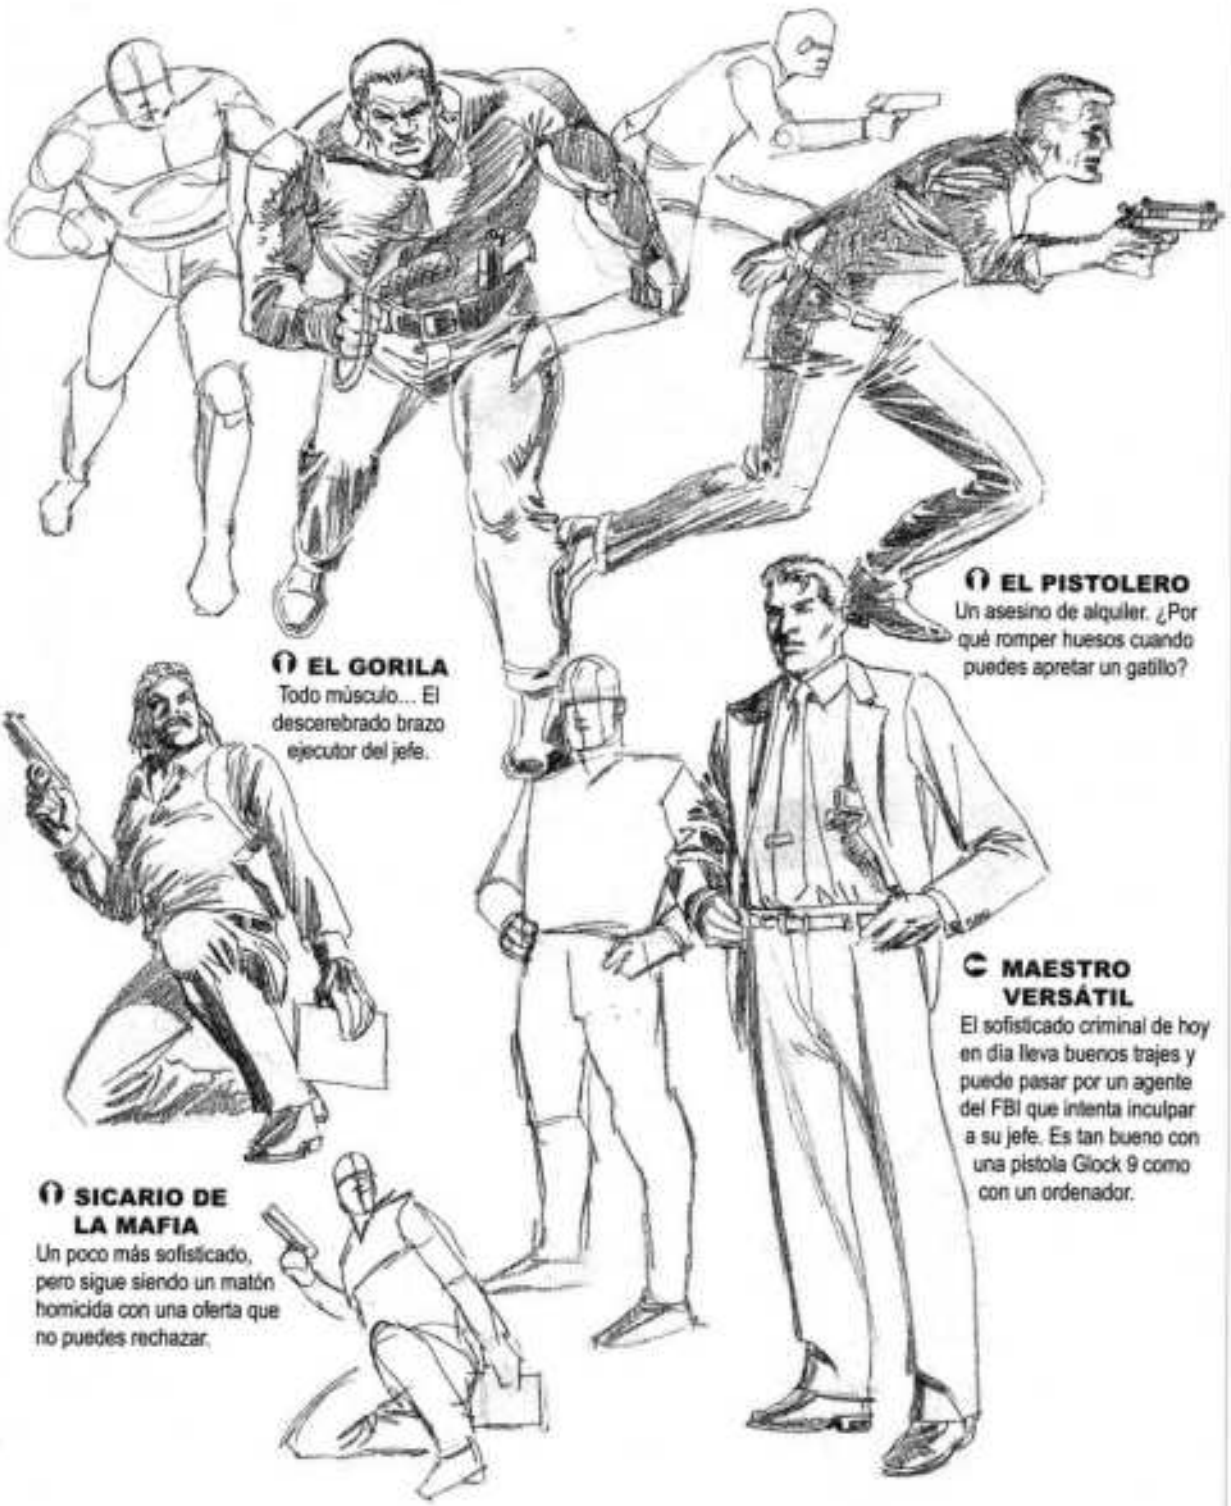 EL PISTOLERO
Un asesino de alquiler. ¿Por
qué romper huesos cuando
puedes apretar un gatillo?
EL GORILA
Todo músculo... El
descerebrado brazo
ejecutor del jefe.
MAESTRO
VERSÁTIL
El sofisticado criminal de hoy
en día lleva buenos trajes y
puede pasar por un agente
del FBI que intenta inculpar
a su jefe. Es tan bueno con
una pistola Glock 9 como
con un ordenador.
SICARIO DE
LA MAFIA
Un poco más sofisticado,
pero sigue siendo un matón
homicida con una oferta que
no puedes rechazar.